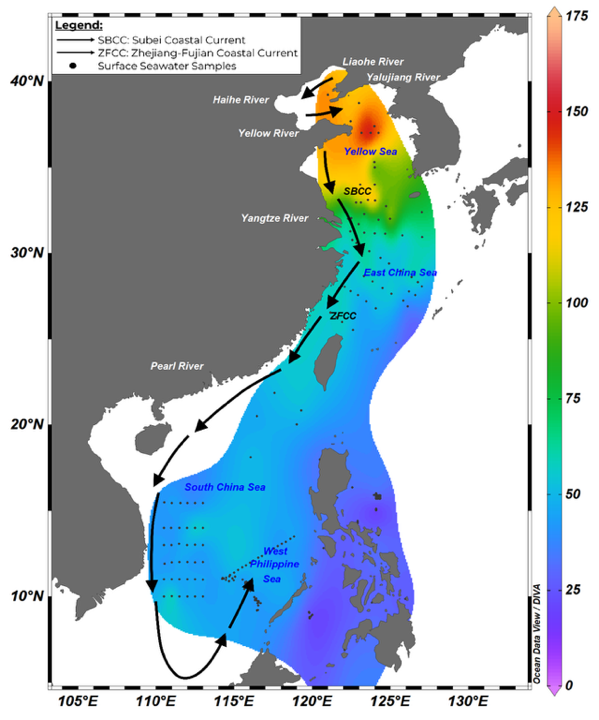 Legend:
SBCC: Subei Coastal Current
ZFCC: Zhejiang-Fujian Coastal Current
Surface Seawater Samples
Liaohe River
Yalujiang River
Haihe River
Yellow River
Yellow Sea
SBCC
Yangtze River
East China Sea
ZFCC
Pearl River
South China Sea
West
Philippine
Sea
40°N
30°N
20°N
10°N
105°E
110°E
115°E
120°E
125°E
130°E
175
150
125
100
75
50
25
0
Ocean Data View / DIVA